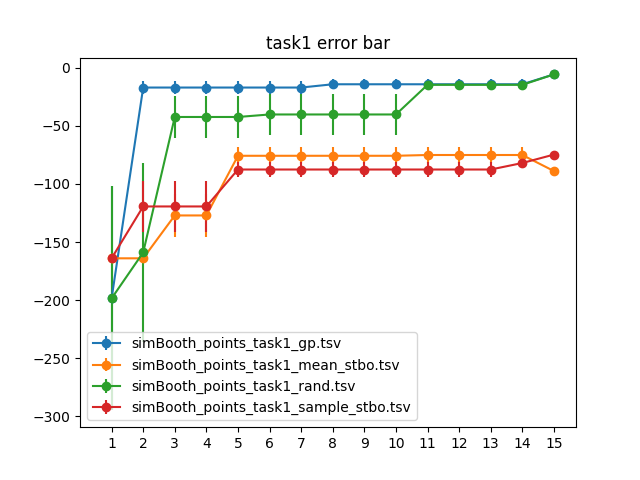 task1 error bar
0
−50
−100
−150
−200
−250
−300
simBooth_points_task1_gp.tsv
simBooth_points_task1_mean_stbo.tsv
simBooth_points_task1_rand.tsv
simBooth_points_task1_sample_stbo.tsv
1 2 3 4 5 6 7 8 9 10 11 12 13 14 15